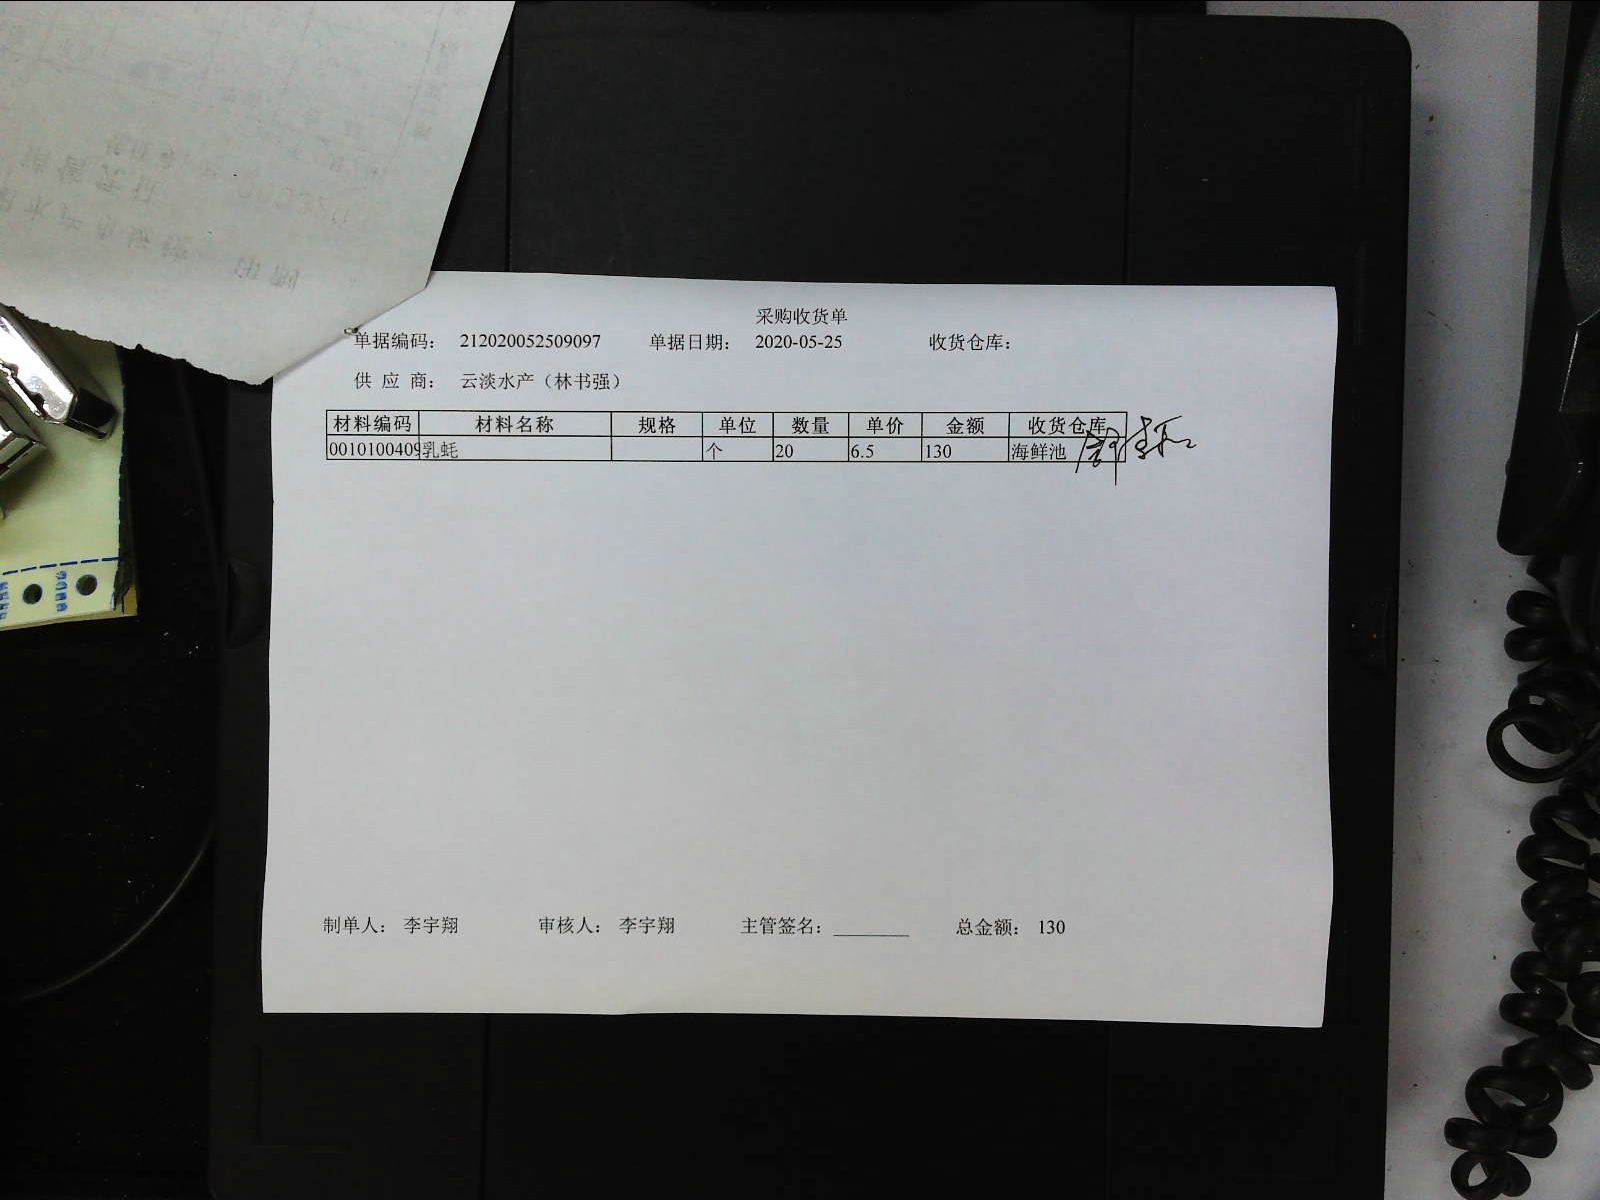 采购收货单
单据编码： 212020052509097 单据日期： 2020-05-25 收货仓库：
供 应 商： 云淡水产（林书强）
材料编码 材料名称 规格 单位 数量 单价 金额 收货仓库
0010100409 乳蚝 个 20 6.5 130 海鲜池
制单人： 李宇翔 审核人： 李宇翔 主管签名：________ 总金额： 130